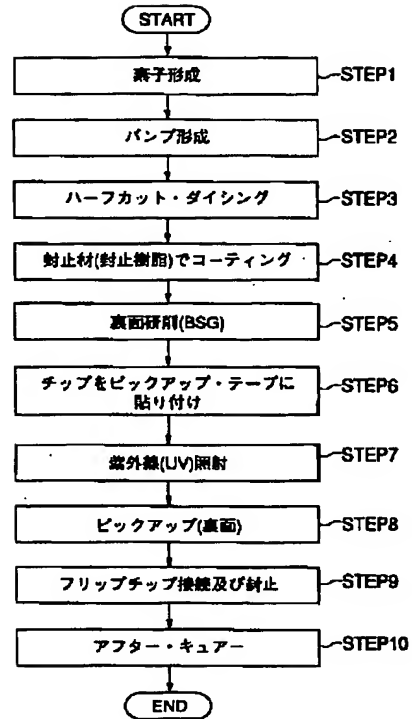 START
素子形成
STEP1
バンプ形成
STEP2
ハーフカット・ダイシング
STEP3
封止材(封止樹脂)でコーティング
STEP4
裏面研削(BSG)
STEP5
チップをピックアップ・テープに
貼り付け
STEP6
紫外線(UV)照射
STEP7
ピックアップ(裏面)
STEP8
フリップチップ接続及び封止
STEP9
アフター・キュアー
STEP10
END